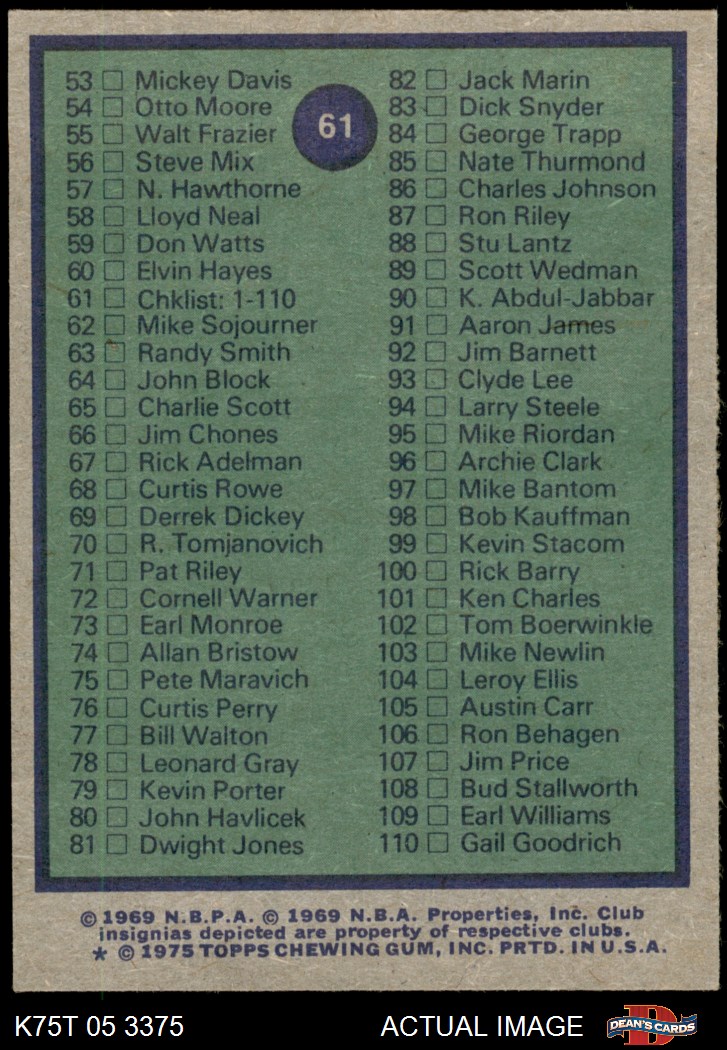 61
53 □ Mickey Davis
54 □ Otto Moore
55 □ Walt Frazier
56 □ Steve Mix
57 □ N. Hawthorne
58 □ Lloyd Neal
59 □ Don Watts
60 □ Elvin Hayes
61 □ Chklist: 1-110
62 □ Mike Sojourner
63 □ Randy Smith
64 □ John Block
65 □ Charlie Scott
66 □ Jim Chones
67 □ Rick Adelman
68 □ Curtis Rowe
69 □ Derrek Dickey
70 □ R. Tomjanovich
71 □ Pat Riley
72 □ Cornell Warner
73 □ Earl Monroe
74 □ Allan Bristow
75 □ Pete Maravich
76 □ Curtis Perry
77 □ Bill Walton
78 □ Leonard Gray
79 □ Kevin Porter
80 □ John Havlicek
81 □ Dwight Jones
82 □ Jack Marin
83 □ Dick Snyder
84 □ George Trapp
85 □ Nate Thurmond
86 □ Charles Johnson
87 □ Ron Riley
88 □ Stu Lantz
89 □ Scott Wedman
90 □ K. Abdul-Jabbar
91 □ Aaron James
92 □ Jim Barnett
93 □ Clyde Lee
94 □ Larry Steele
95 □ Mike Riordan
96 □ Archie Clark
97 □ Mike Bantom
98 □ Bob Kauffman
99 □ Kevin Stacom
100 □ Rick Barry
101 □ Ken Charles
102 □ Tom Boerwinkle
103 □ Mike Newlin
104 □ Leroy Ellis
105 □ Austin Carr
106 □ Ron Behagen
107 □ Jim Price
108 □ Bud Stallworth
109 □ Earl Williams
110 □ Gail Goodrich
© 1969 N.B.P.A. © 1969 N.B.A. Properties, Inc. Club
insignias depicted are property of respective clubs.
* © 1975 TOPPS CHEWING GUM, INC. PRTD. IN U.S.A.
K75T 05 3375
ACTUAL IMAGE
D
DEAN'S CARDS